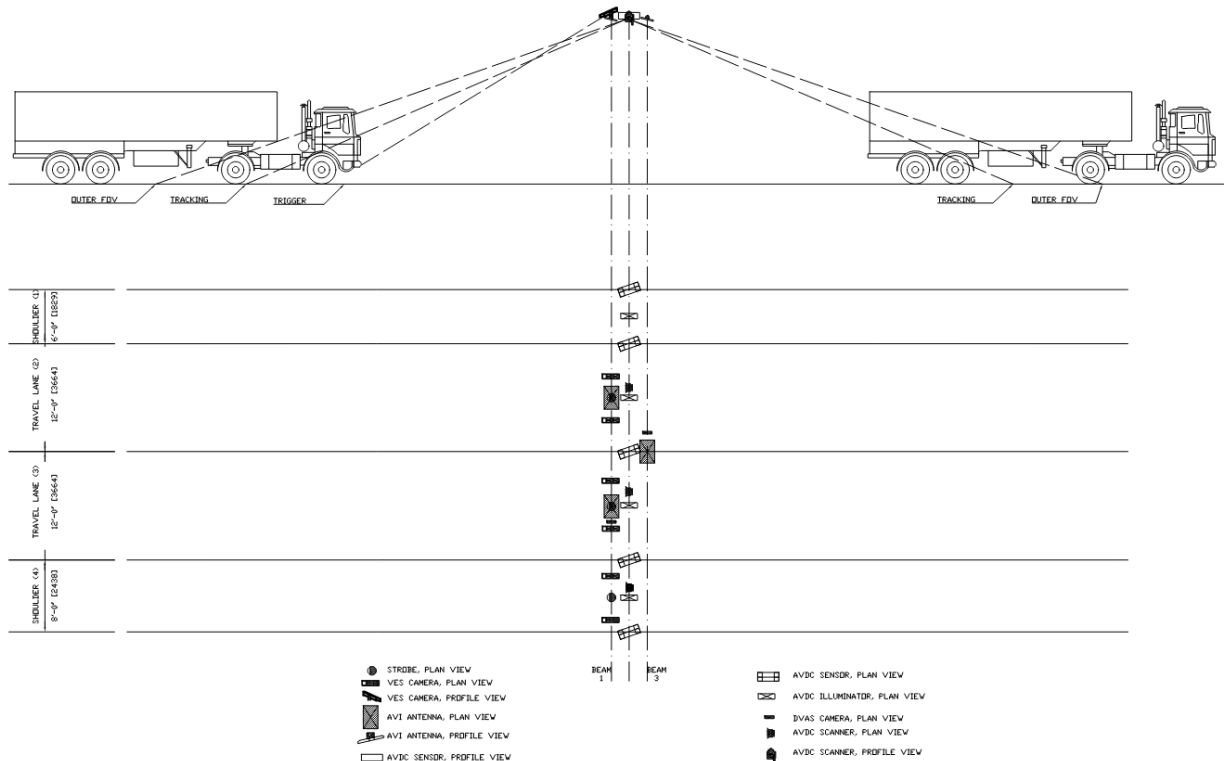 OUTER FOV
TRACKING
TRIGGER
TRACKING
OUTER FOV
SHOULDER (1)
6'-0" [1829]
TRAVEL LANE (2)
12'-0" [3664]
TRAVEL LANE (3)
12'-0" [3664]
SHOULDER (4)
8'-0" [2438]
BEAM
1
BEAM
3
STROBE, PLAN VIEW
VES CAMERA, PLAN VIEW
VES CAMERA, PROFILE VIEW
AVI ANTENNA, PLAN VIEW
AVI ANTENNA, PROFILE VIEW
AVDC SENSOR, PROFILE VIEW
AVDC SENSOR, PLAN VIEW
AVDC ILLUMINATOR, PLAN VIEW
DVAS CAMERA, PLAN VIEW
AVDC SCANNER, PLAN VIEW
AVDC SCANNER, PROFILE VIEW